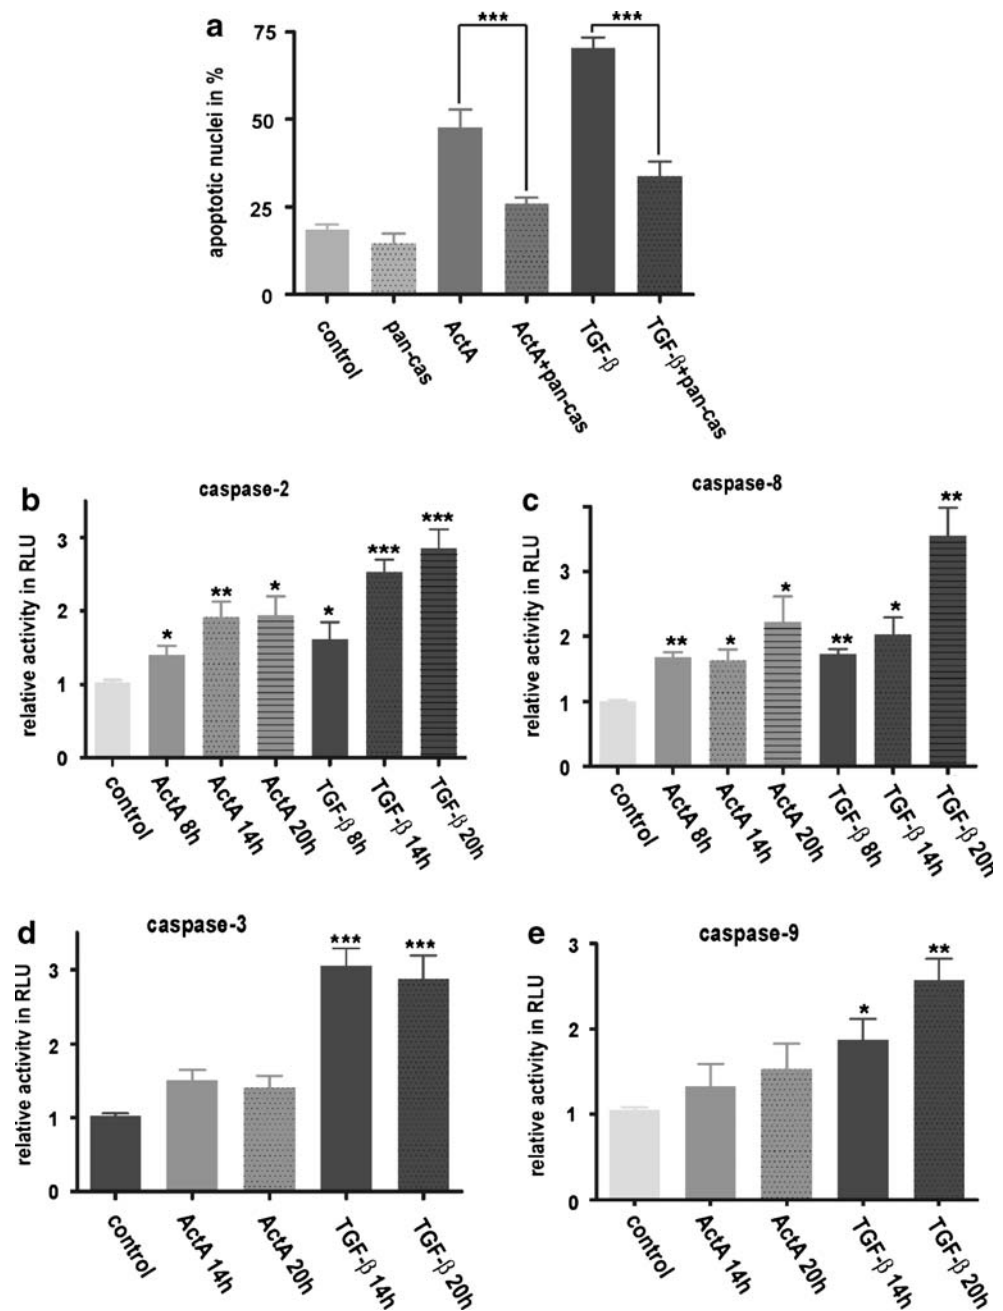 a
***
***
75
50
25
0
apoptotic nuclei in %
control
pan-cas
ActA
ActA+pan-cas
TGF-β
TGF-β+pan-cas
b
caspase-2
relative activity in RLU
3
2
1
0
*
**
*
*
***
***
control
ActA 8h
ActA 14h
ActA 20h
TGF-β 8h
TGF-β 14h
TGF-β 20h
c
caspase-8
relative activity in RLU
3
2
1
0
**
*
*
**
*
**
control
ActA 8h
ActA 14h
ActA 20h
TGF-β 8h
TGF-β 14h
TGF-β 20h
d
caspase-3
relative activity in RLU
3
2
1
0
***
***
control
ActA 14h
ActA 20h
TGF-β 14h
TGF-β 20h
e
caspase-9
relative activity in RLU
3
2
1
0
*
**
control
ActA 14h
ActA 20h
TGF-β 14h
TGF-β 20h